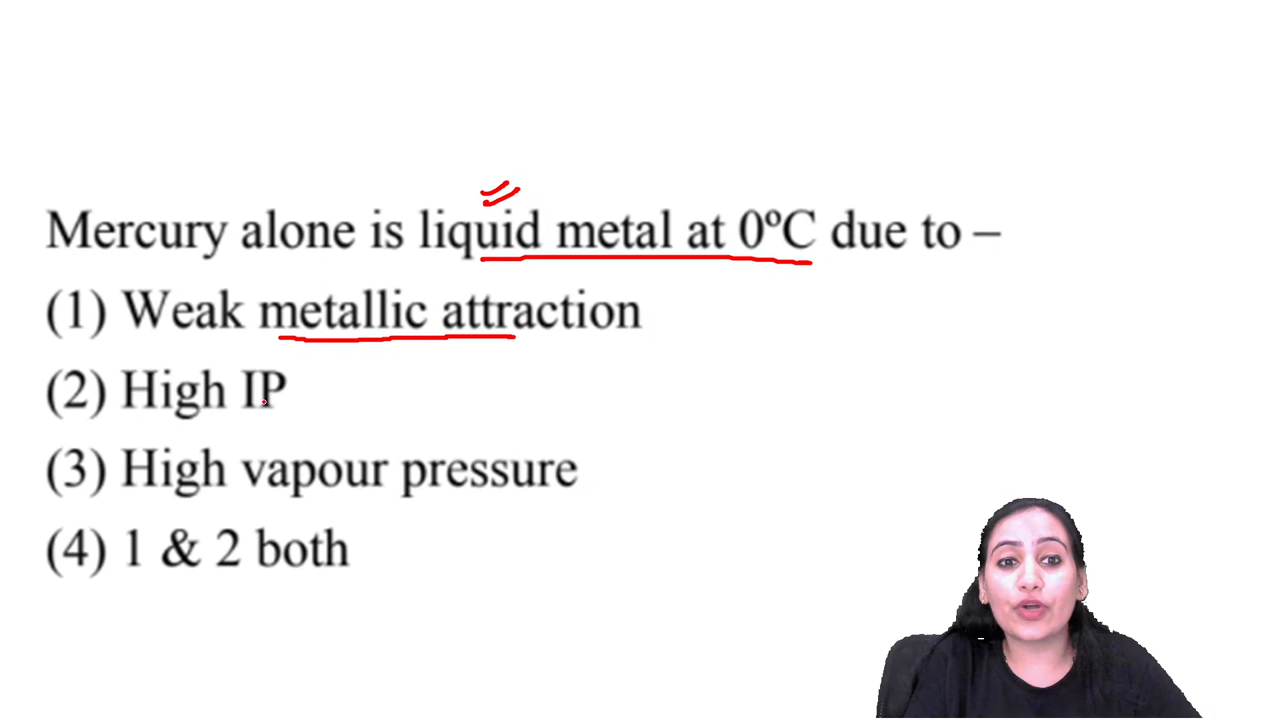 Mercury alone is liquid metal at 0ºC due to –
(1) Weak metallic attraction
(2) High IP
(3) High vapour pressure
(4) 1 & 2 both